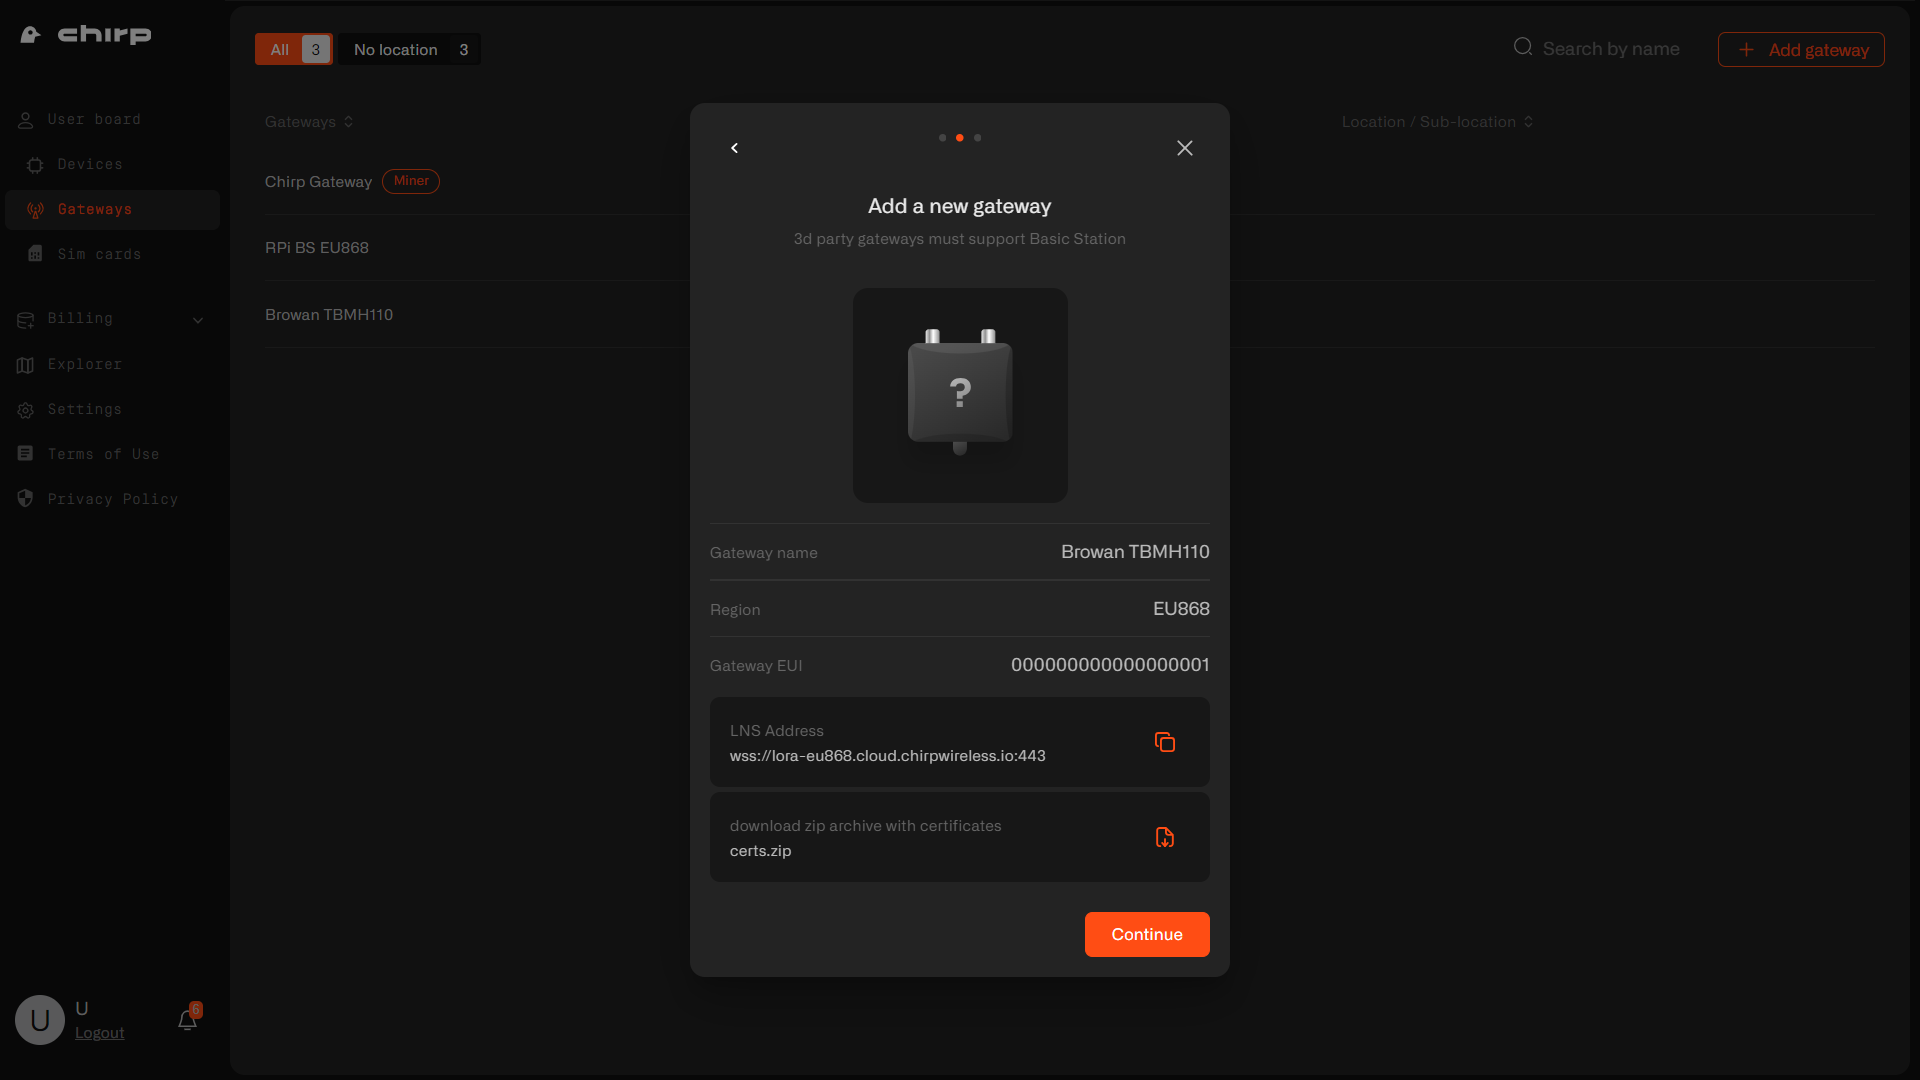 chirp
User board
Devices
Gateways
Sim cards
Billing
Explorer
Settings
Terms of Use
Privacy Policy
U
U
Logout
6
All 3
No location 3
Search by name
+ Add gateway
Gateways
Location / Sub-location
Chirp Gateway Miner
RPi BS EU868
Browan TBMH110
Add a new gateway
3d party gateways must support Basic Station
?
Gateway name Browan TBMH110
Region EU868
Gateway EUI 000000000000000001
LNS Address
wss://lora-eu868.cloud.chirpwireless.io:443
download zip archive with certificates
certs.zip
Continue